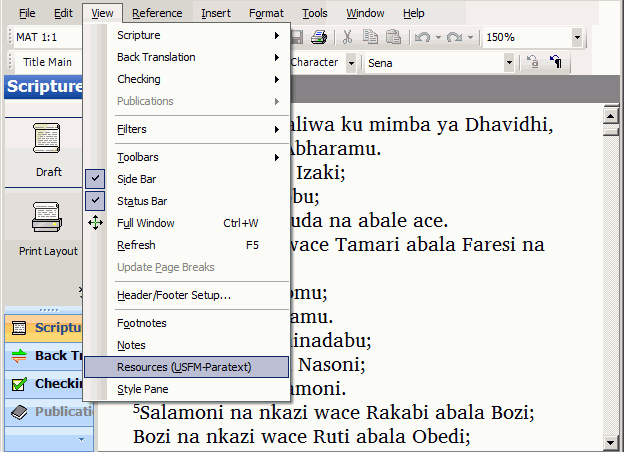 File Edit View Reference Insert Format Tools Window Help
MAT 1:1 150%
Title Main Character Sena
Scripture
Draft
Print Layout
Scriptu
Back Tr
Checkin
Publicatio
Scripture
Back Translation
Checking
Publications
Filters
Toolbars
Side Bar
Status Bar
Full Window Ctrl+W
Refresh F5
Update Page Breaks
Header/Footer Setup...
Footnotes
Notes
Resources (USFM-Paratext)
Style Pane
aliwa ku mimba ya Dhavidhi,
Abharamu.
Izaki;
bu;
uda na abale ace.
wace Tamari abala Faresi na
omu;
amu.
inadabu;
Nasoni;
amoni.
5Salamoni na nkazi wace Rakabi abala Bozi;
Bozi na nkazi wace Ruti abala Obedi;